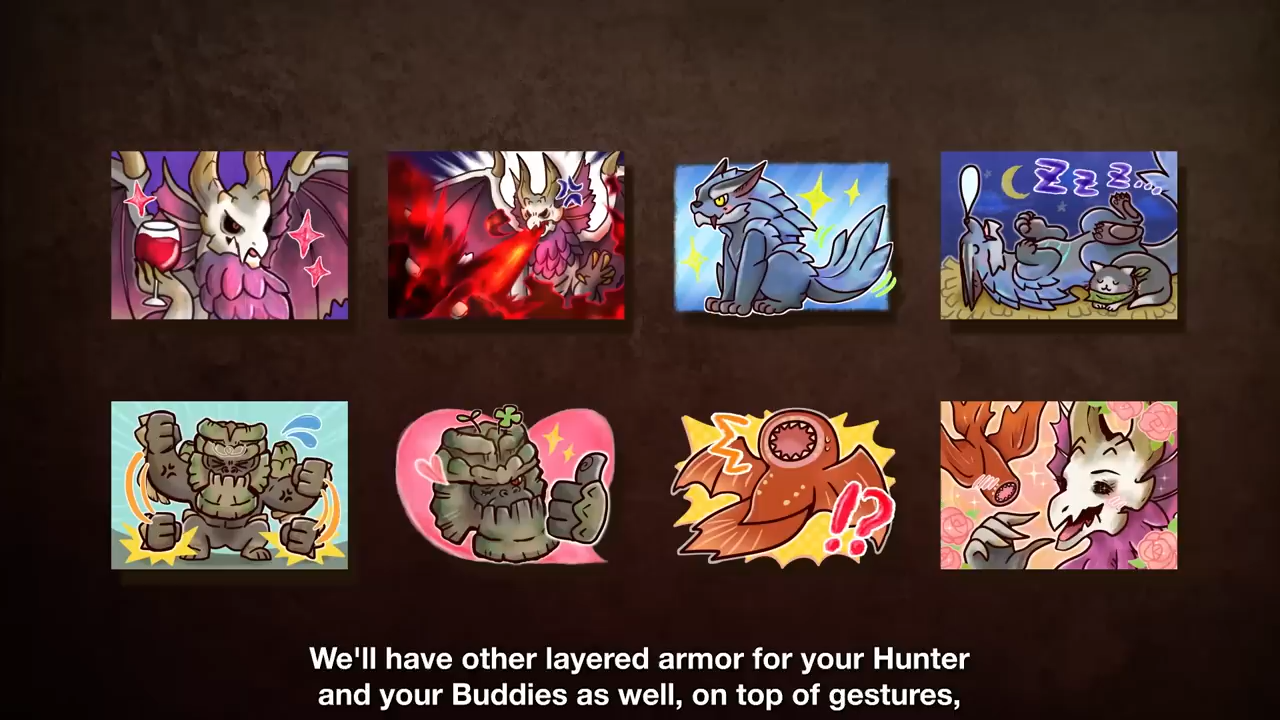 Z Z Z...
!?
We'll have other layered armor for your Hunter
and your Buddies as well, on top of gestures,